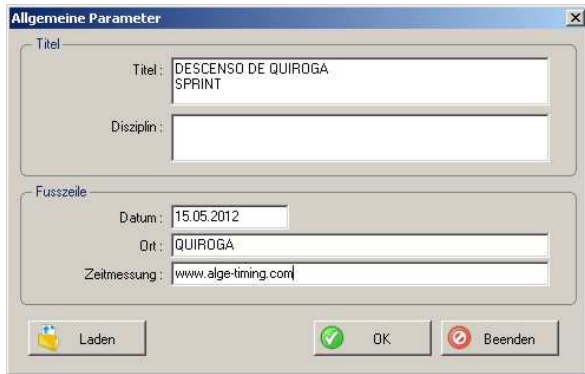 Allgemeine Parameter
Titel
Titel : DESCENSO DE QUIROGA
SPRINT
Disziplin :
Fusszeile
Datum : 15.05.2012
Ort : QUIROGA
Zeitmessung : www.alge-timing.com
Laden OK Beenden